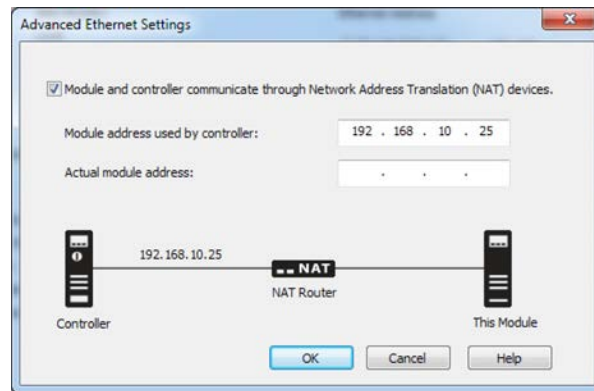 Advanced Ethernet Settings
Module and controller communicate through Network Address Translation (NAT) devices.
Module address used by controller: 192 . 168 . 10 . 25
Actual module address: . . .
192.168.10.25
NAT
NAT Router
Controller
This Module
OK Cancel Help